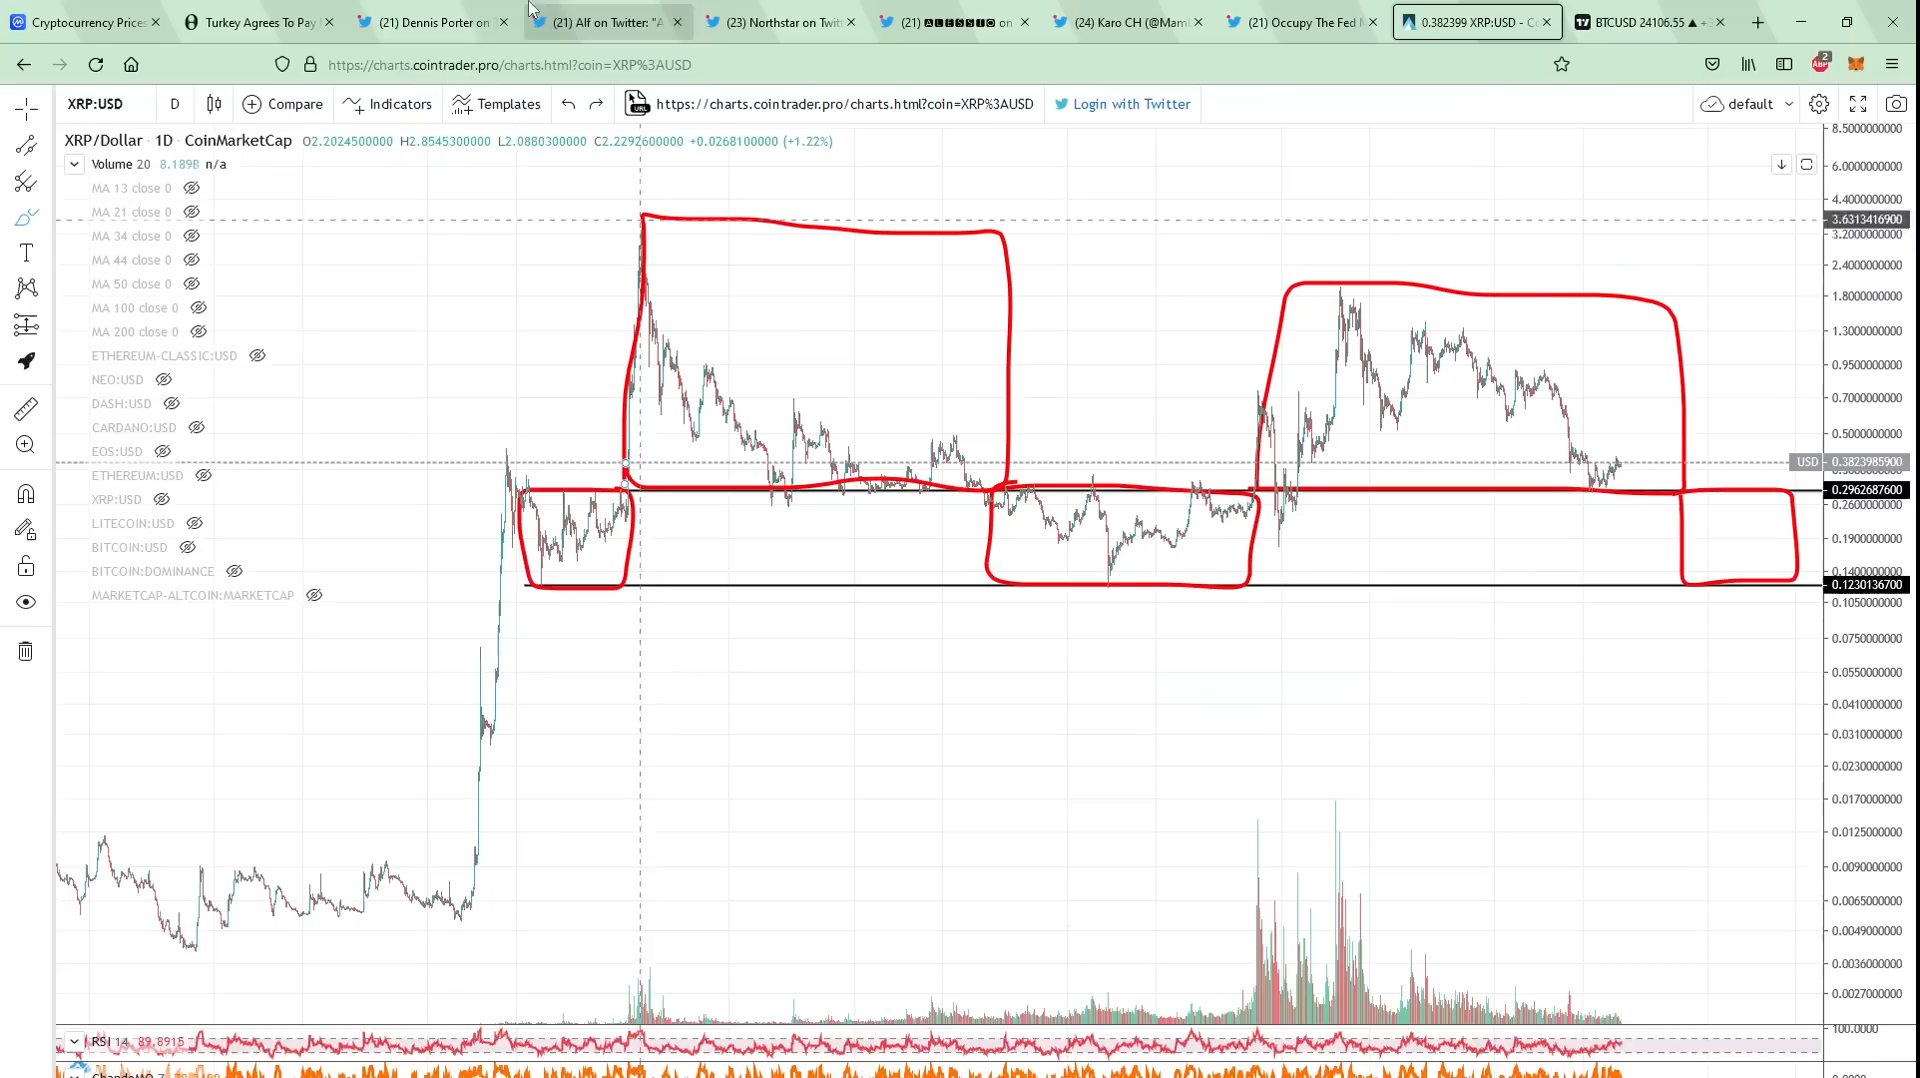 Cryptocurrency Prices
Turkey Agrees To Pay
(21) Dennis Porter on
(21) Alf on Twitter: "A
(23) Northstar on Twit
(21) ALESSIO on
(24) Karo CH (@Mam
(21) Occupy The Fed
0.382399 XRP:USD - Co
BTCUSD 24106.55 ▲ +3
https://charts.cointrader.pro/charts.html?coin=XRP%3AUSD
2
XRP:USD
D
Compare
Indicators
Templates
URL
https://charts.cointrader.pro/charts.html?coin=XRP%3AUSD
Login with Twitter
default
XRP/Dollar · 1D · CoinMarketCap O2.2024500000 H2.8545300000 L2.0880300000 C2.2292600000 +0.0268100000 (+1.22%)
Volume 20 8.189B n/a
MA 13 close 0
MA 21 close 0
MA 34 close 0
MA 44 close 0
MA 50 close 0
MA 100 close 0
MA 200 close 0
ETHEREUM-CLASSIC:USD
NEO:USD
DASH:USD
CARDANO:USD
EOS:USD
ETHEREUM:USD
XRP:USD
LITECOIN:USD
BITCOIN:USD
BITCOIN:DOMINANCE
MARKETCAP-ALTCOIN:MARKETCAP
8.5000000000
6.0000000000
4.4000000000
3.6313416900
3.2000000000
2.4000000000
1.8000000000
1.3000000000
0.9500000000
0.7000000000
0.5000000000
USD 0.3823985900
0.2962687600
0.2600000000
0.1900000000
0.1400000000
0.1230136700
0.1050000000
0.0750000000
0.0550000000
0.0410000000
0.0310000000
0.0230000000
0.0170000000
0.0125000000
0.0090000000
0.0065000000
0.0049000000
0.0036000000
0.0027000000
100.0000
RSI 14 89.8915